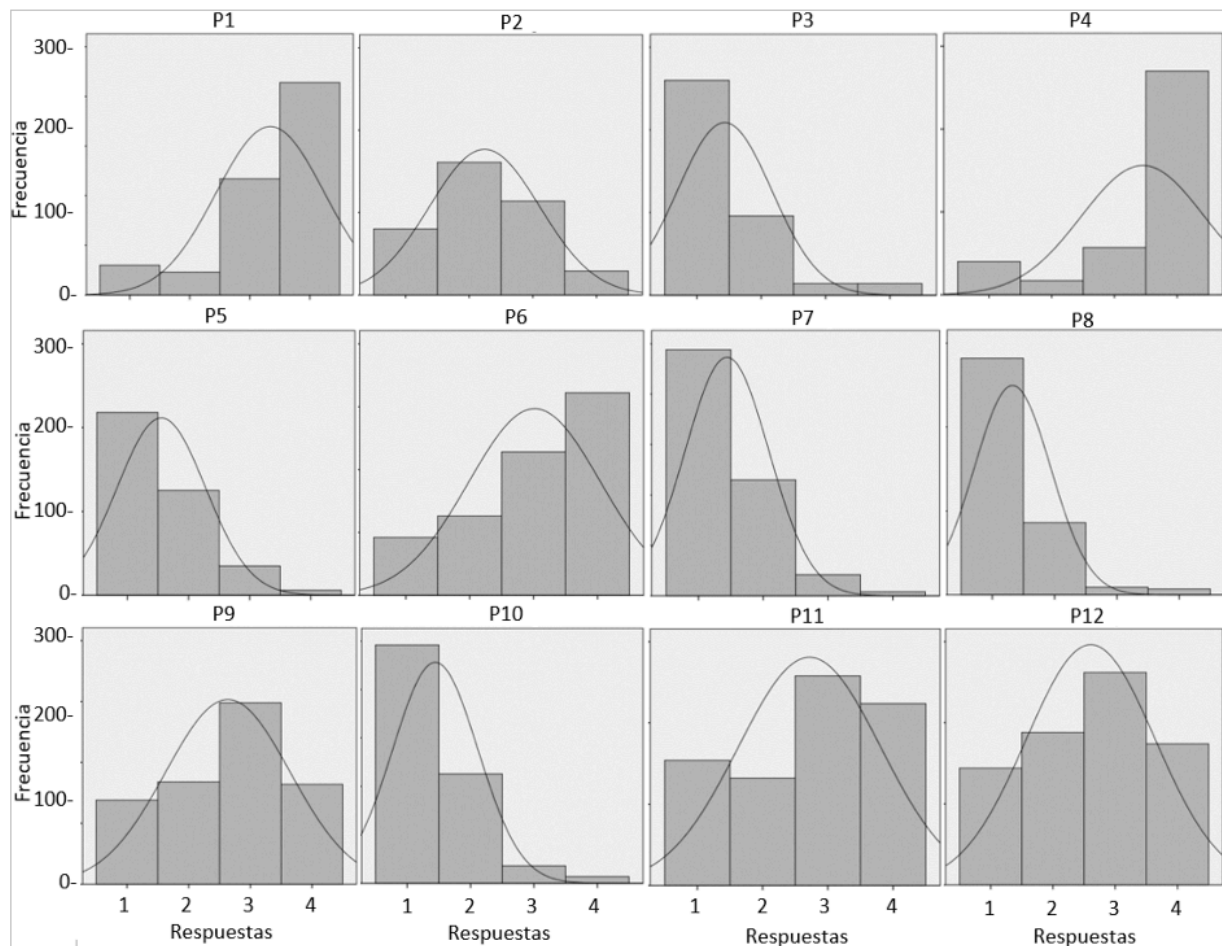 P1
P2
P3
P4
300-
200-
100-
0-
Frecuencia
P5
P6
P7
P8
300-
200-
100-
0-
Frecuencia
P9
P10
P11
P12
300-
200-
100-
0-
Frecuencia
1 2 3 4
1 2 3 4
1 2 3 4
1 2 3 4
Respuestas
Respuestas
Respuestas
Respuestas